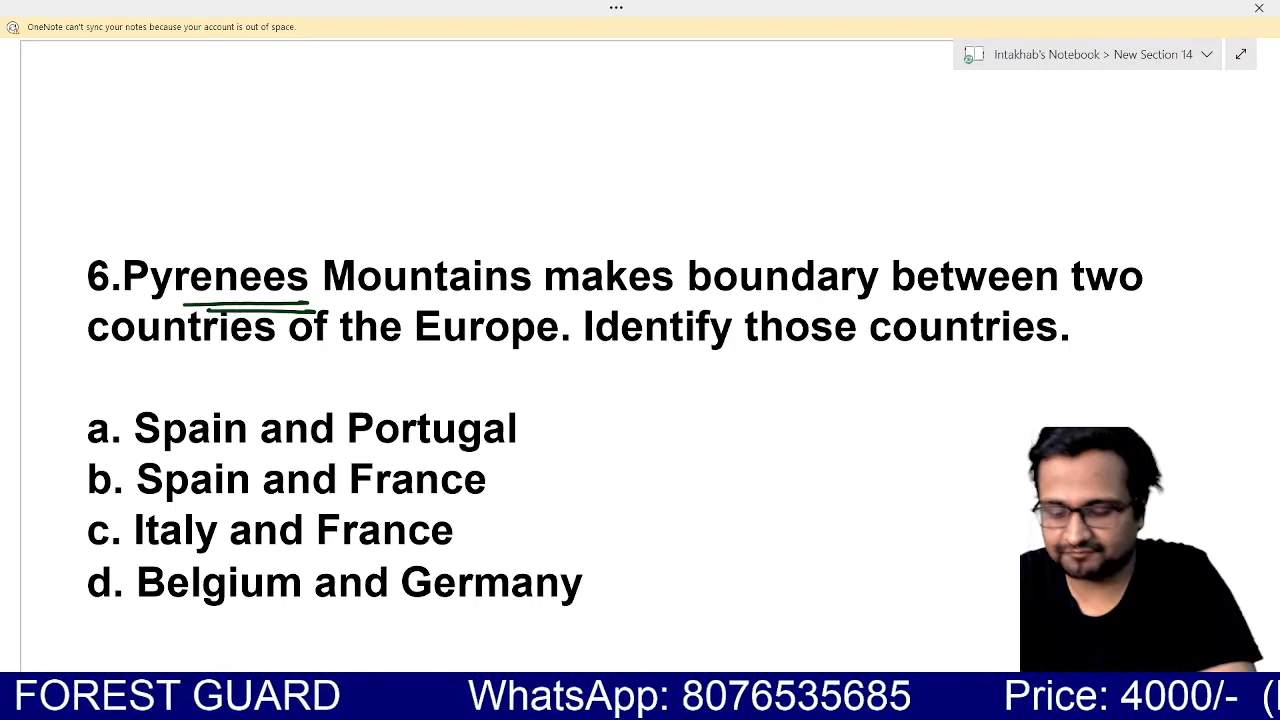 OneNote can't sync your notes because your account is out of space.
Intakhab's Notebook > New Section 14
6.Pyrenees Mountains makes boundary between two
countries of the Europe. Identify those countries.
a. Spain and Portugal
b. Spain and France
c. Italy and France
d. Belgium and Germany
FOREST GUARD WhatsApp: 8076535685 Price: 4000/- (